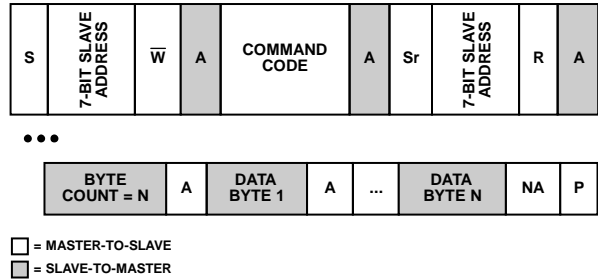 S 7-BIT SLAVE ADDRESS W̅ A COMMAND CODE A Sr 7-BIT SLAVE ADDRESS R A
•••
BYTE COUNT = N A DATA BYTE 1 A ... DATA BYTE N NA P
= MASTER-TO-SLAVE
= SLAVE-TO-MASTER